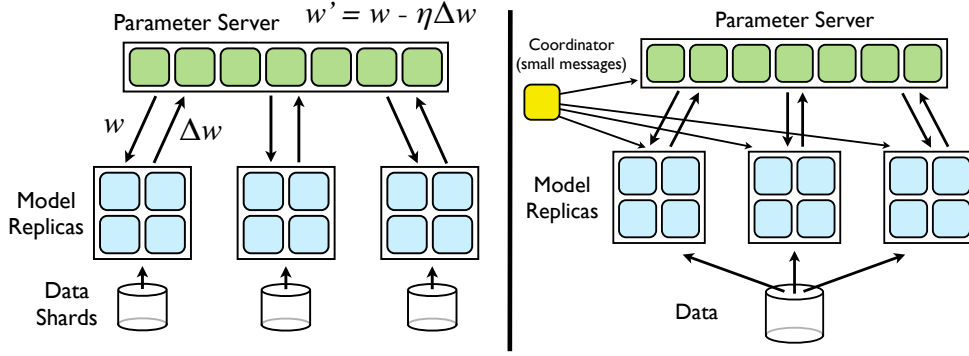 Parameter Server
w' = w - ηΔw
w
Δw
Model
Replicas
Data
Shards
Parameter Server
Coordinator
(small messages)
Model
Replicas
Data